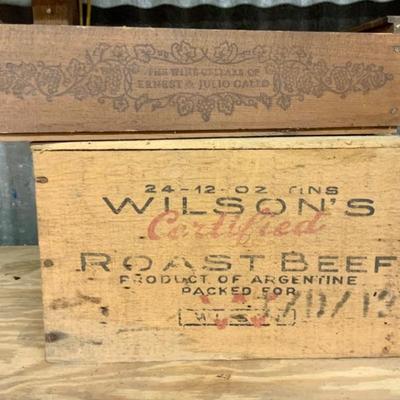 THE WINE CELLARS OF
ERNEST & JULIO GALLO
24-12-OZ TINS
WILSON'S
Certified
ROAST BEEF
PRODUCT OF ARGENTINE
PACKED FOR